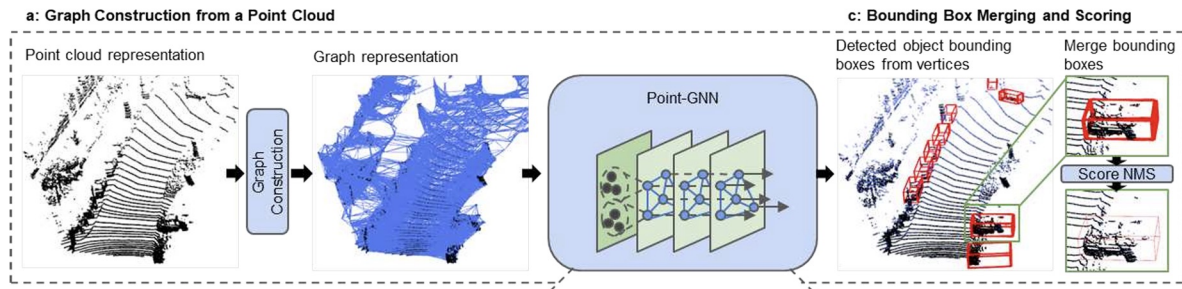 a: Graph Construction from a Point Cloud
c: Bounding Box Merging and Scoring
Point cloud representation
Graph representation
Graph
Construction
Point-GNN
Detected object bounding
boxes from vertices
Merge bounding
boxes
Score NMS